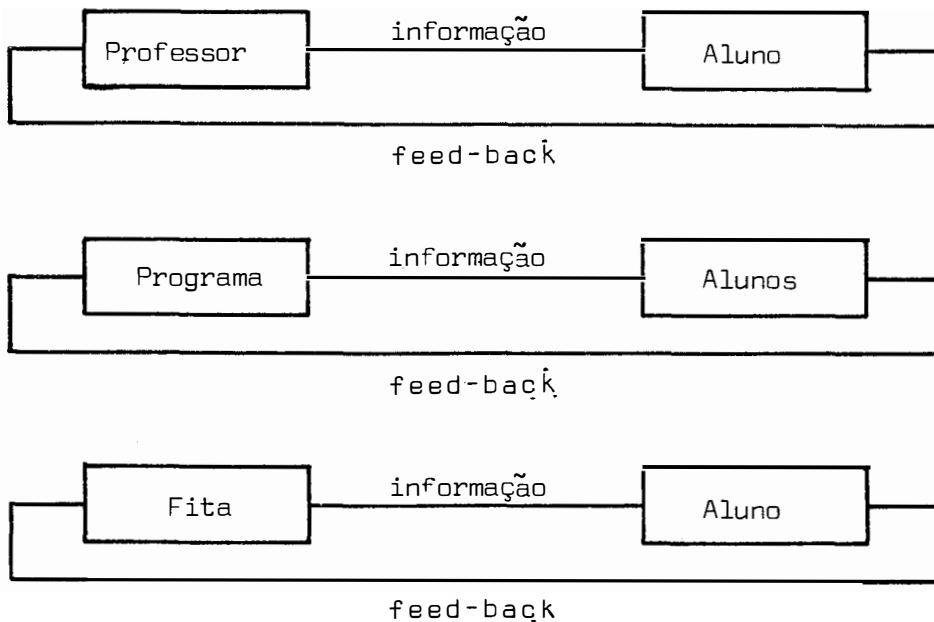 informação
Professor Aluno
feed-back
informação
Programa Alunos
feed-back
informação
Fita Aluno
feed-back